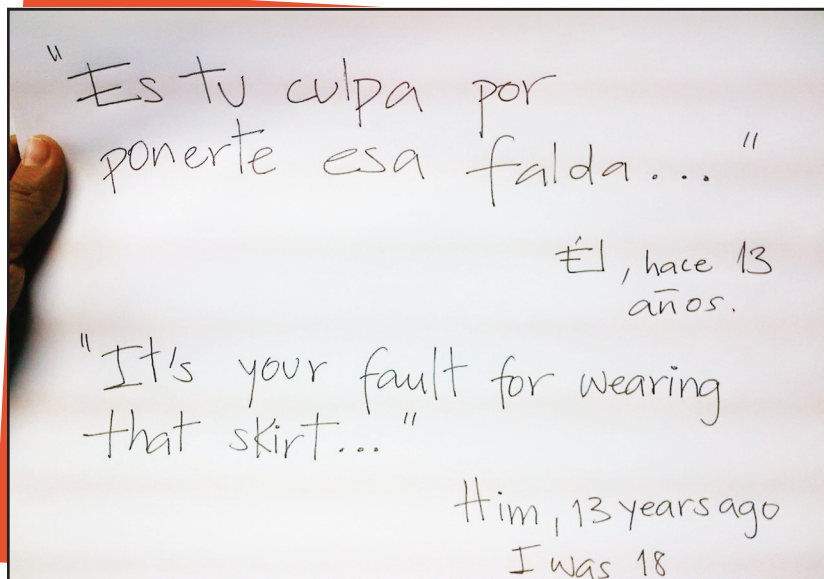 "Es tu culpa por
ponerte esa falda..."
Él, hace 13
años.
"It's your fault for wearing
that skirt..."
Him, 13 years ago
I was 18